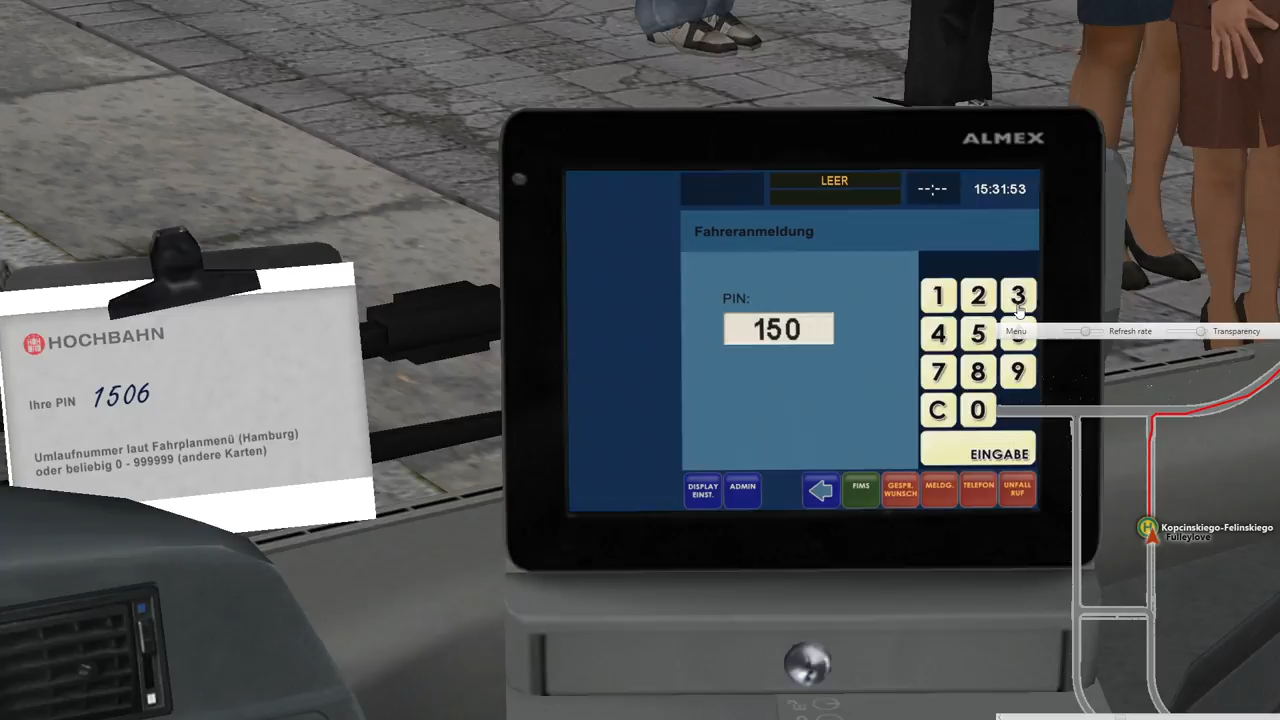 ALMEX
LEER
--:--
15:31:53
Fahreranmeldung
PIN:
150
1 2 3
4 5
7 8 9
C 0
EINGABE
DISPLAY
EINST.
ADMIN
FIMS
GESPR.
WUNSCH
MELDG.
TELEFON
UNFALL
RUF
HOCHBAHN
Ihre PIN 1506
Umlaufnummer laut Fahrplanmenü (Hamburg)
oder beliebig 0 - 999999 (andere Karten)
Menu
Refresh rate
Transparency
H
Kopcinskiego-Felinskiego
Fulleylove